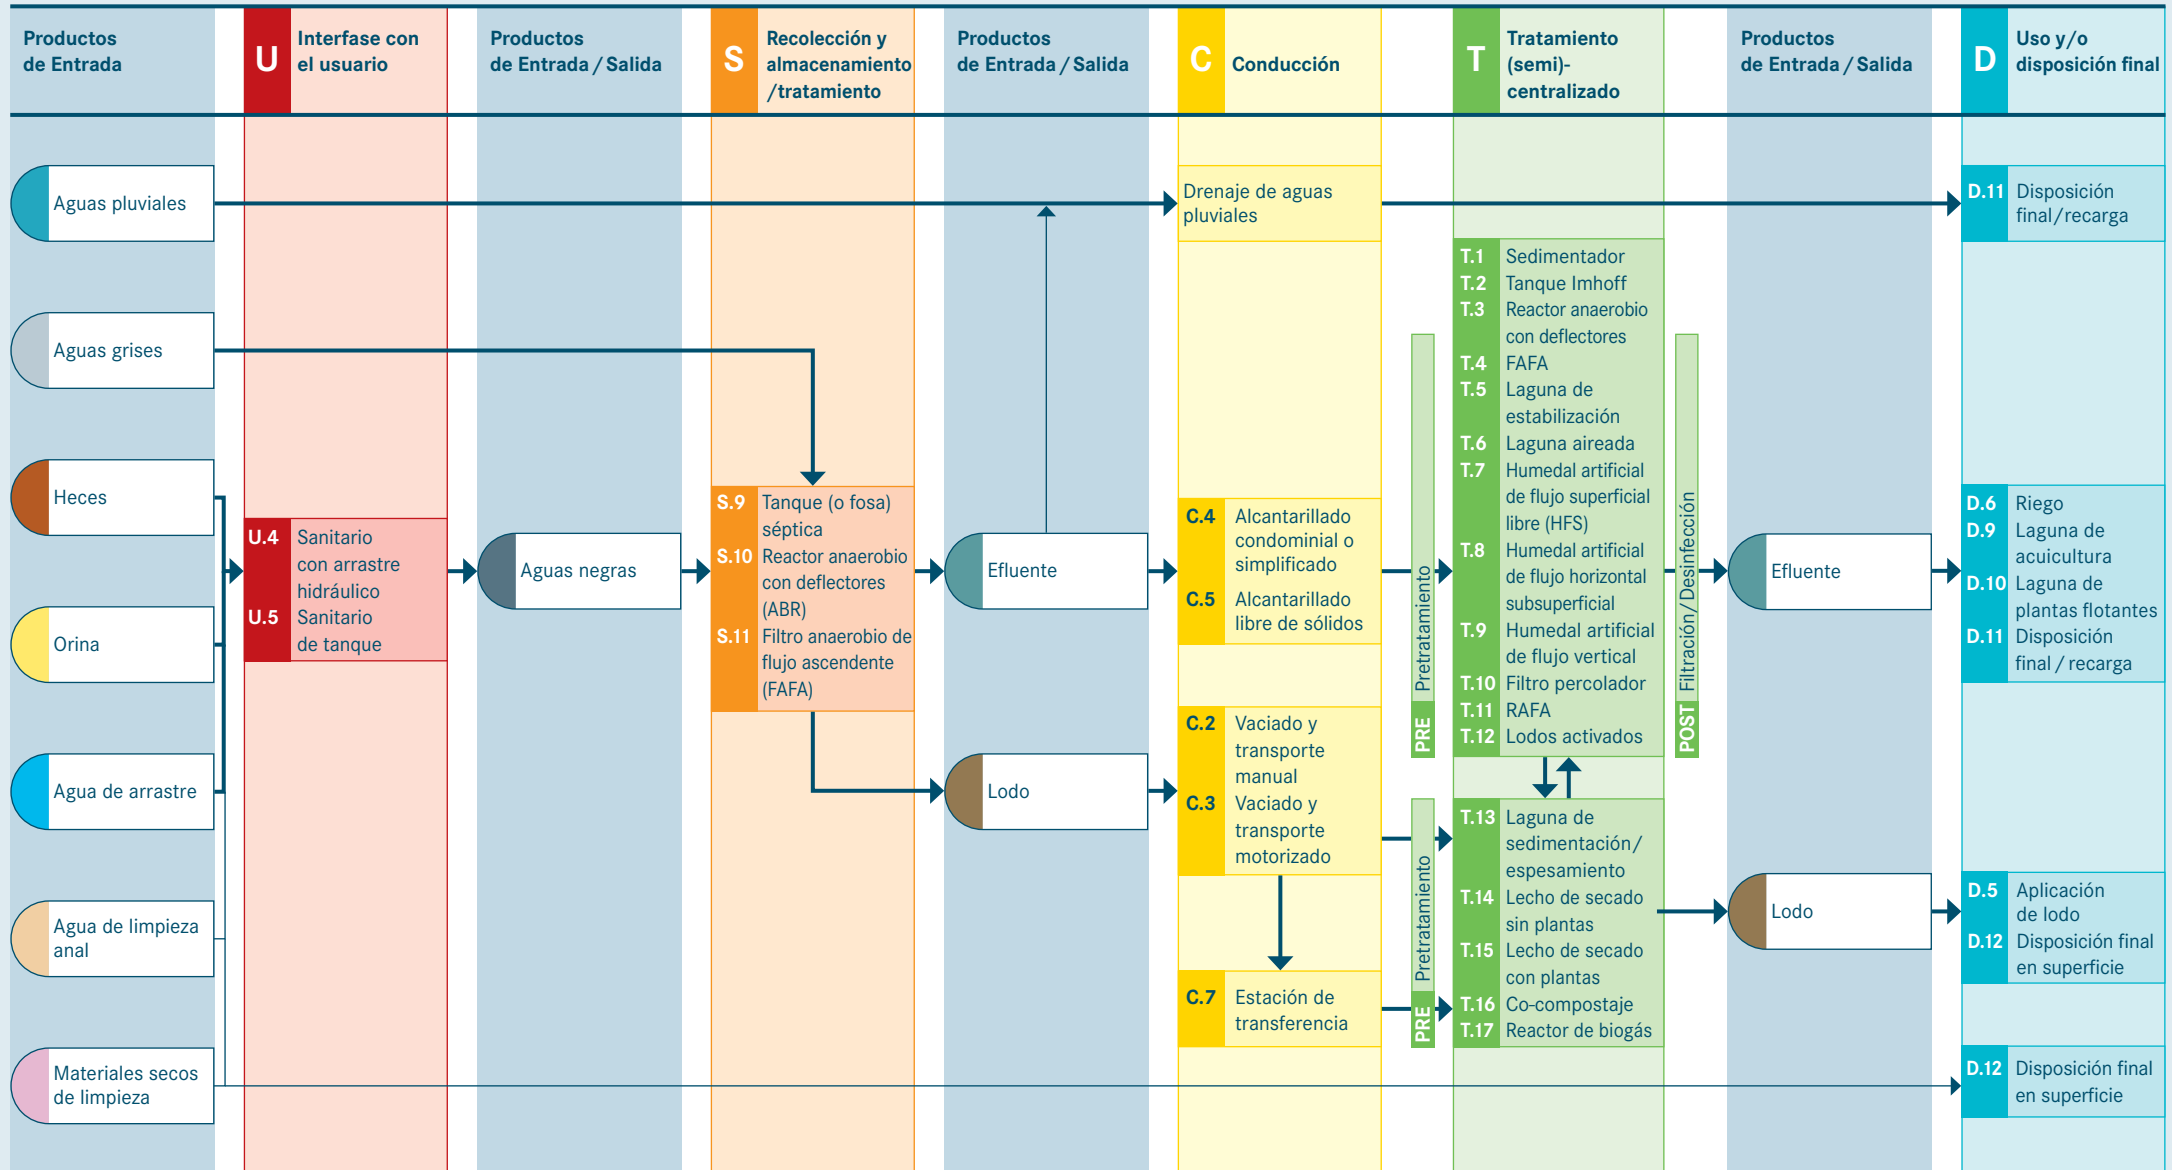 Productos
de Entrada
U
Interfase con
el usuario
Productos
de Entrada / Salida
S
Recolección y
almacenamiento
/tratamiento
Productos
de Entrada / Salida
C
Conducción
T
Tratamiento
(semi)-
centralizado
Productos
de Entrada / Salida
D
Uso y/o
disposición final
Aguas pluviales
Aguas grises
Heces
Orina
Agua de arrastre
Agua de limpieza
anal
Materiales secos
de limpieza
U.4 Sanitario
con arrastre
hidráulico
U.5 Sanitario
de tanque
Aguas negras
S.9 Tanque (o fosa)
séptica
S.10 Reactor anaerobio
con deflectores
(ABR)
S.11 Filtro anaerobio de
flujo ascendente
(FAFA)
Efluente
Lodo
Drenaje de aguas
pluviales
C.4 Alcantarillado
condominial o
simplificado
C.5 Alcantarillado
libre de sólidos
C.2 Vaciado y
transporte
manual
C.3 Vaciado y
transporte
motorizado
C.7 Estación de
transferencia
PRE Pretratamiento
PRE Pretratamiento
T.1 Sedimentador
T.2 Tanque Imhoff
T.3 Reactor anaerobio
con deflectores
T.4 FAFA
T.5 Laguna de
estabilización
T.6 Laguna aireada
T.7 Humedal artificial
de flujo superficial
libre (HFS)
T.8 Humedal artificial
de flujo horizontal
subsuperficial
T.9 Humedal artificial
de flujo vertical
T.10 Filtro percolador
T.11 RAFA
T.12 Lodos activados
T.13 Laguna de
sedimentación/
espesamiento
T.14 Lecho de secado
sin plantas
T.15 Lecho de secado
con plantas
T.16 Co-compostaje
T.17 Reactor de biogás
POST Filtración/Desinfección
Efluente
Lodo
D.11 Disposición
final/recarga
D.6 Riego
D.9 Laguna de
acuicultura
D.10 Laguna de
plantas flotantes
D.11 Disposición
final / recarga
D.5 Aplicación
de lodo
D.12 Disposición final
en superficie
D.12 Disposición final
en superficie